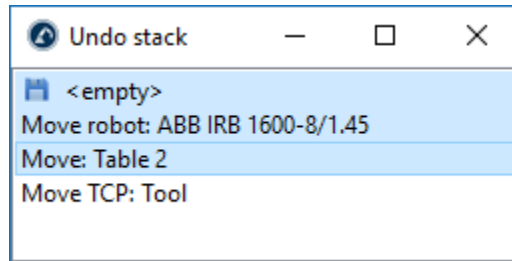 Undo stack
<empty>
Move robot: ABB IRB 1600-8/1.45
Move: Table 2
Move TCP: Tool